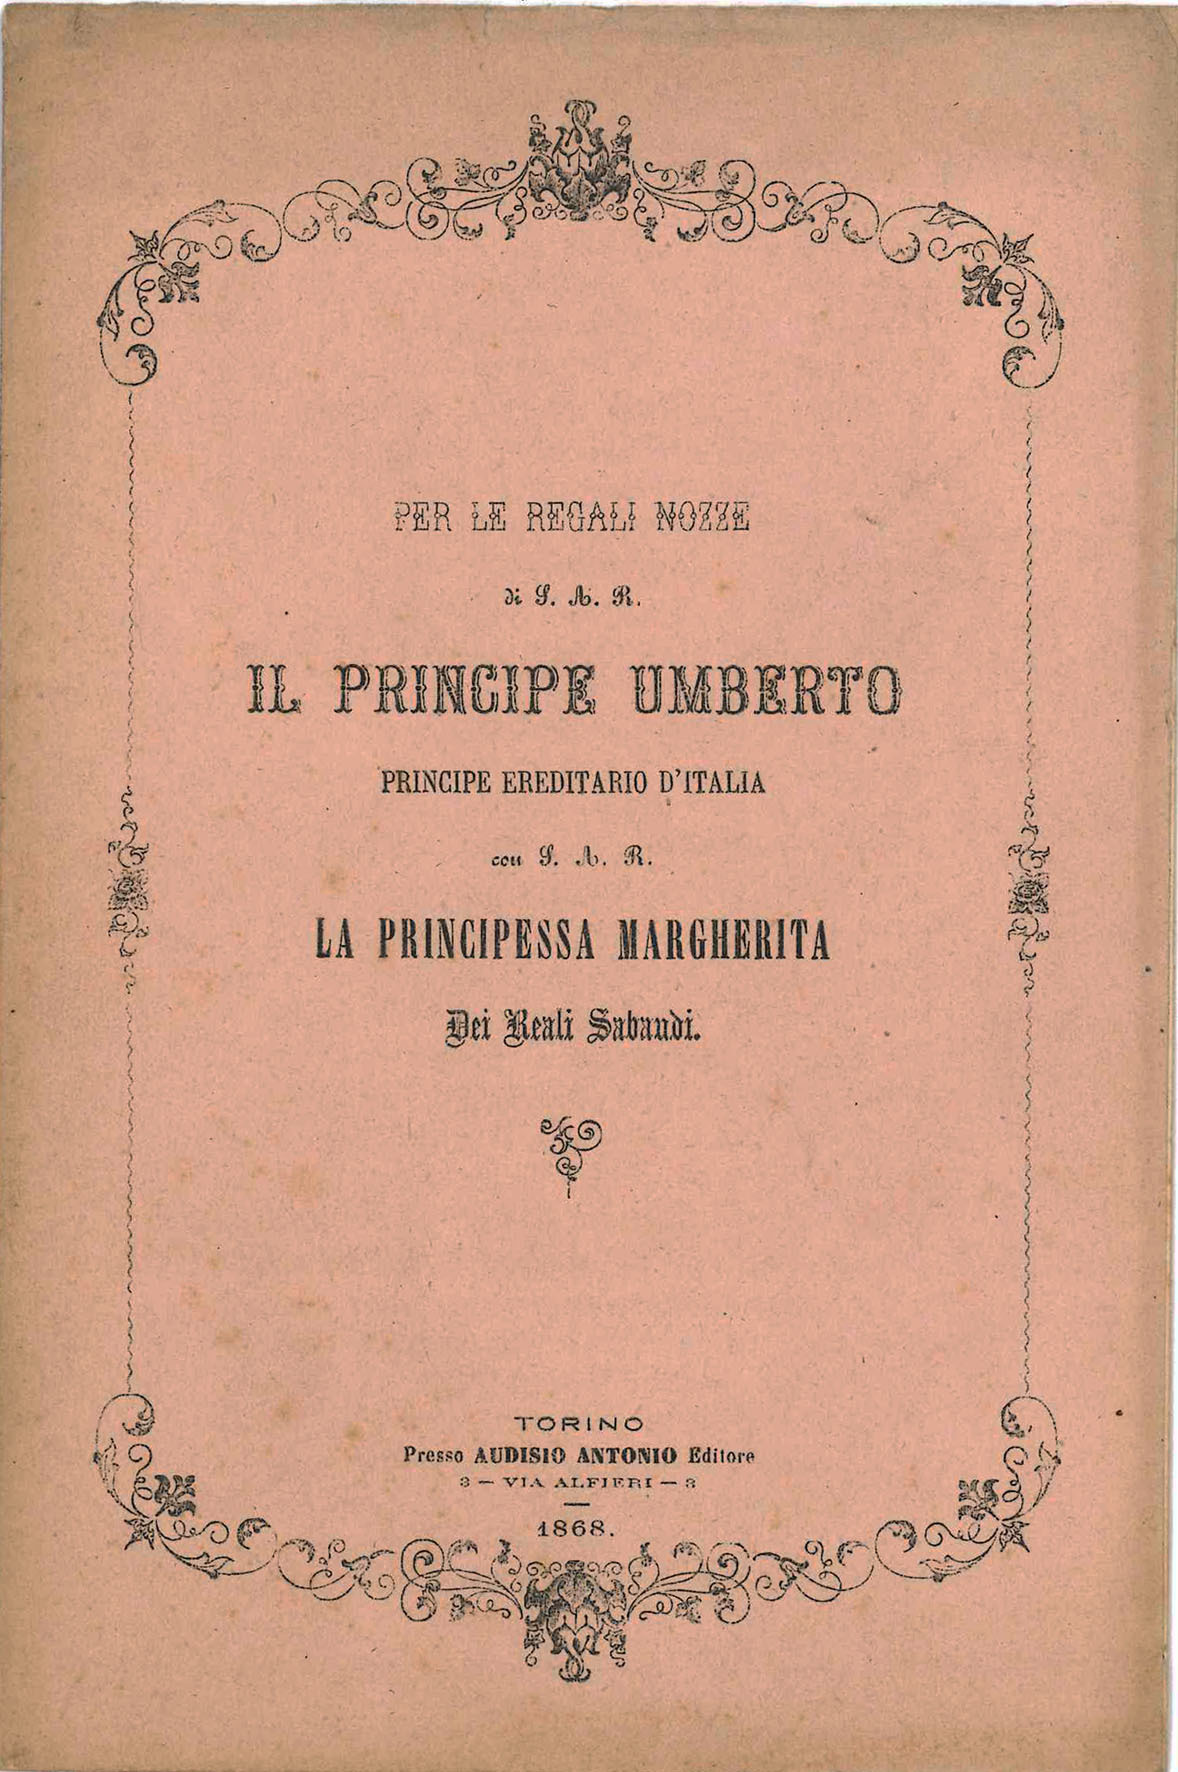 PER LE REGALI NOZZE
di S. A. R.
IL PRINCIPE UMBERTO
PRINCIPE EREDITARIO D'ITALIA
con S. A. R.
LA PRINCIPESSA MARGHERITA
Dei Reali Sabaudi.
TORINO
Presso AUDISIO ANTONIO Editore
3 — VIA ALFIERI — 3
1868.